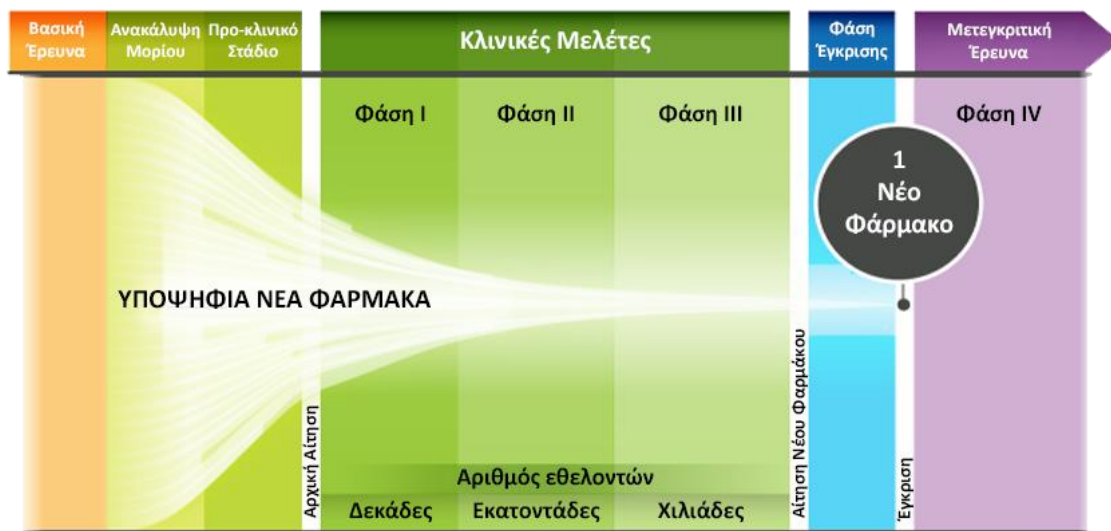 Βασική
Έρευνα
Ανακάλυψη
Μορίου
Προ-κλινικό
Στάδιο
Κλινικές Μελέτες
Φάση
Έγκρισης
Μετεγκριτική
Έρευνα
Φάση I
Φάση II
Φάση III
Φάση IV
1
Νέο
Φάρμακο
ΥΠΟΨΗΦΙΑ ΝΕΑ ΦΑΡΜΑΚΑ
Αρχική Αίτηση
Αίτηση Νέου Φαρμάκου
Έγκριση
Αριθμός εθελοντών
Δεκάδες
Εκατοντάδες
Χιλιάδες